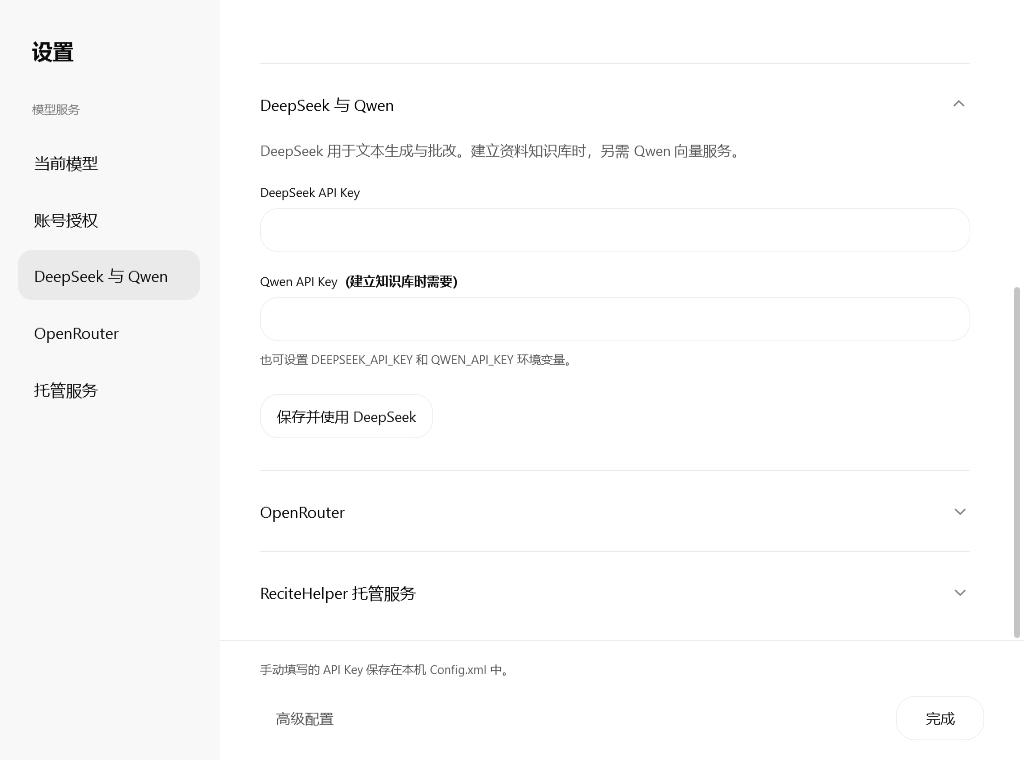 设置
模型服务
当前模型
账号授权
DeepSeek 与 Qwen
OpenRouter
托管服务
DeepSeek 与 Qwen
DeepSeek 用于文本生成与批改。建立资料知识库时，另需 Qwen 向量服务。
DeepSeek API Key
Qwen API Key（建立知识库时需要）
也可设置 DEEPSEEK_API_KEY 和 QWEN_API_KEY 环境变量。
保存并使用 DeepSeek
OpenRouter
ReciteHelper 托管服务
手动填写的 API Key 保存在本机 Config.xml 中。
高级配置
完成